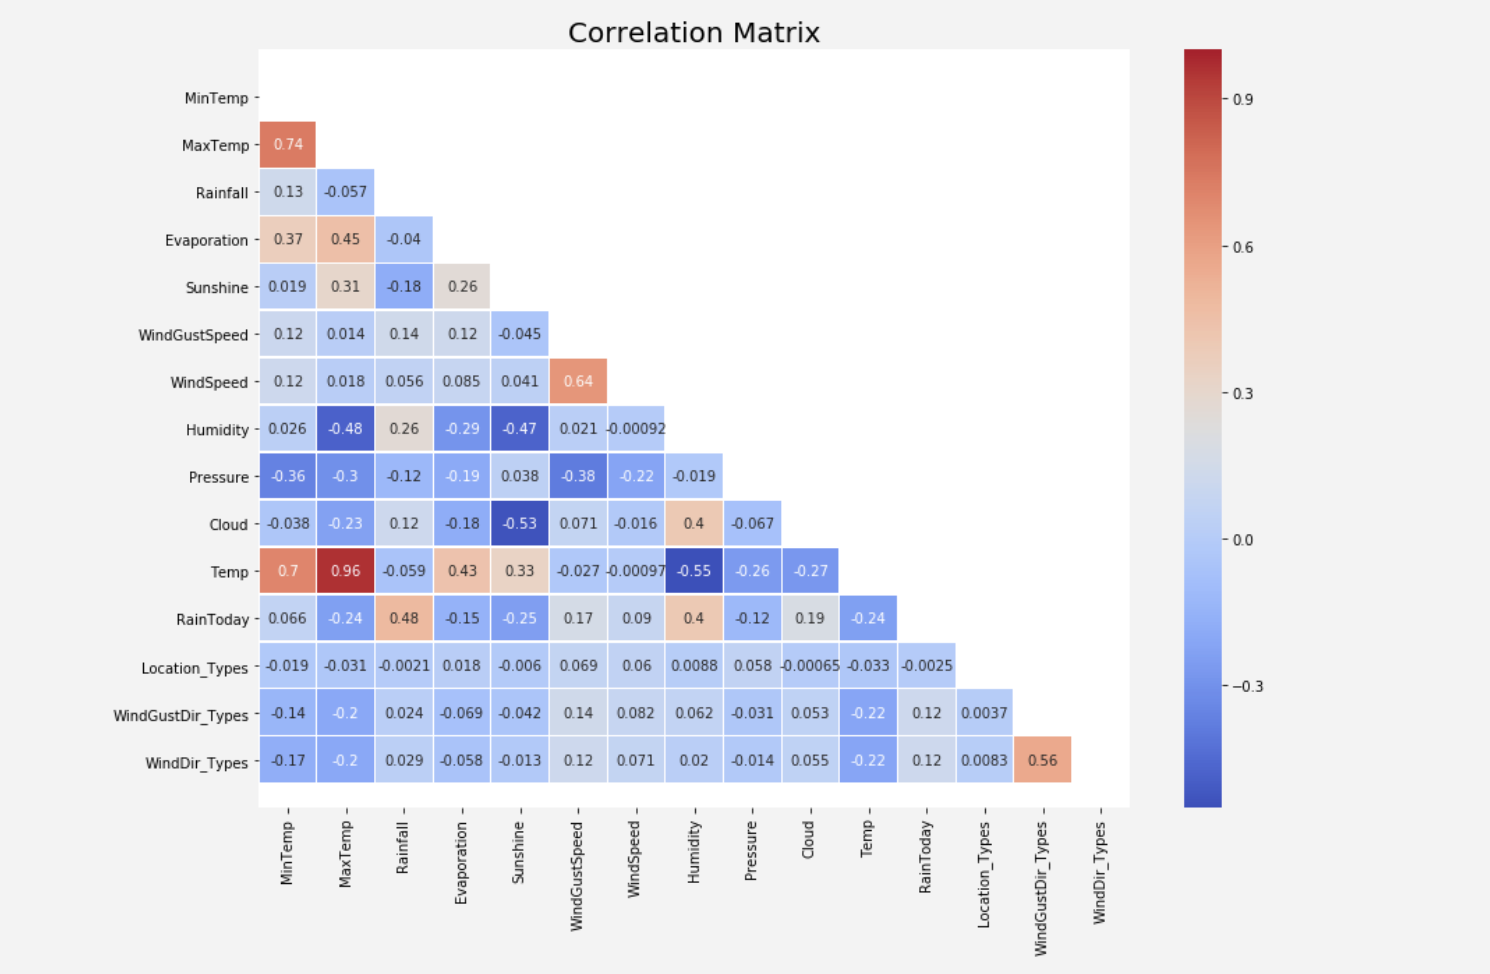 Correlation Matrix
MinTemp
MaxTemp 0.74
Rainfall 0.13 -0.057
Evaporation 0.37 0.45 -0.04
Sunshine 0.019 0.31 -0.18 0.26
WindGustSpeed 0.12 0.014 0.14 0.12 -0.045
WindSpeed 0.12 0.018 0.056 0.085 0.041 0.64
Humidity 0.026 -0.48 0.26 -0.29 -0.47 0.021 -0.00092
Pressure -0.36 -0.3 -0.12 -0.19 0.038 -0.38 -0.22 -0.019
Cloud -0.038 -0.23 0.12 -0.18 -0.53 0.071 -0.016 0.4 -0.067
Temp 0.7 0.96 -0.059 0.43 0.33 -0.027 -0.00097 -0.55 -0.26 -0.27
RainToday 0.066 -0.24 0.48 -0.15 -0.25 0.17 0.09 0.4 -0.12 0.19 -0.24
Location_Types -0.019 -0.031 -0.0021 0.018 -0.006 0.069 0.06 0.0088 0.058 -0.00065 -0.033 -0.0025
WindGustDir_Types -0.14 -0.2 0.024 -0.069 -0.042 0.14 0.082 0.062 -0.031 0.053 -0.22 0.12 0.0037
WindDir_Types -0.17 -0.2 0.029 -0.058 -0.013 0.12 0.071 0.02 -0.014 0.055 -0.22 0.12 0.0083 0.56
MinTemp
MaxTemp
Rainfall
Evaporation
Sunshine
WindGustSpeed
WindSpeed
Humidity
Pressure
Cloud
Temp
RainToday
Location_Types
WindGustDir_Types
WindDir_Types
0.9
0.6
0.3
0.0
−0.3